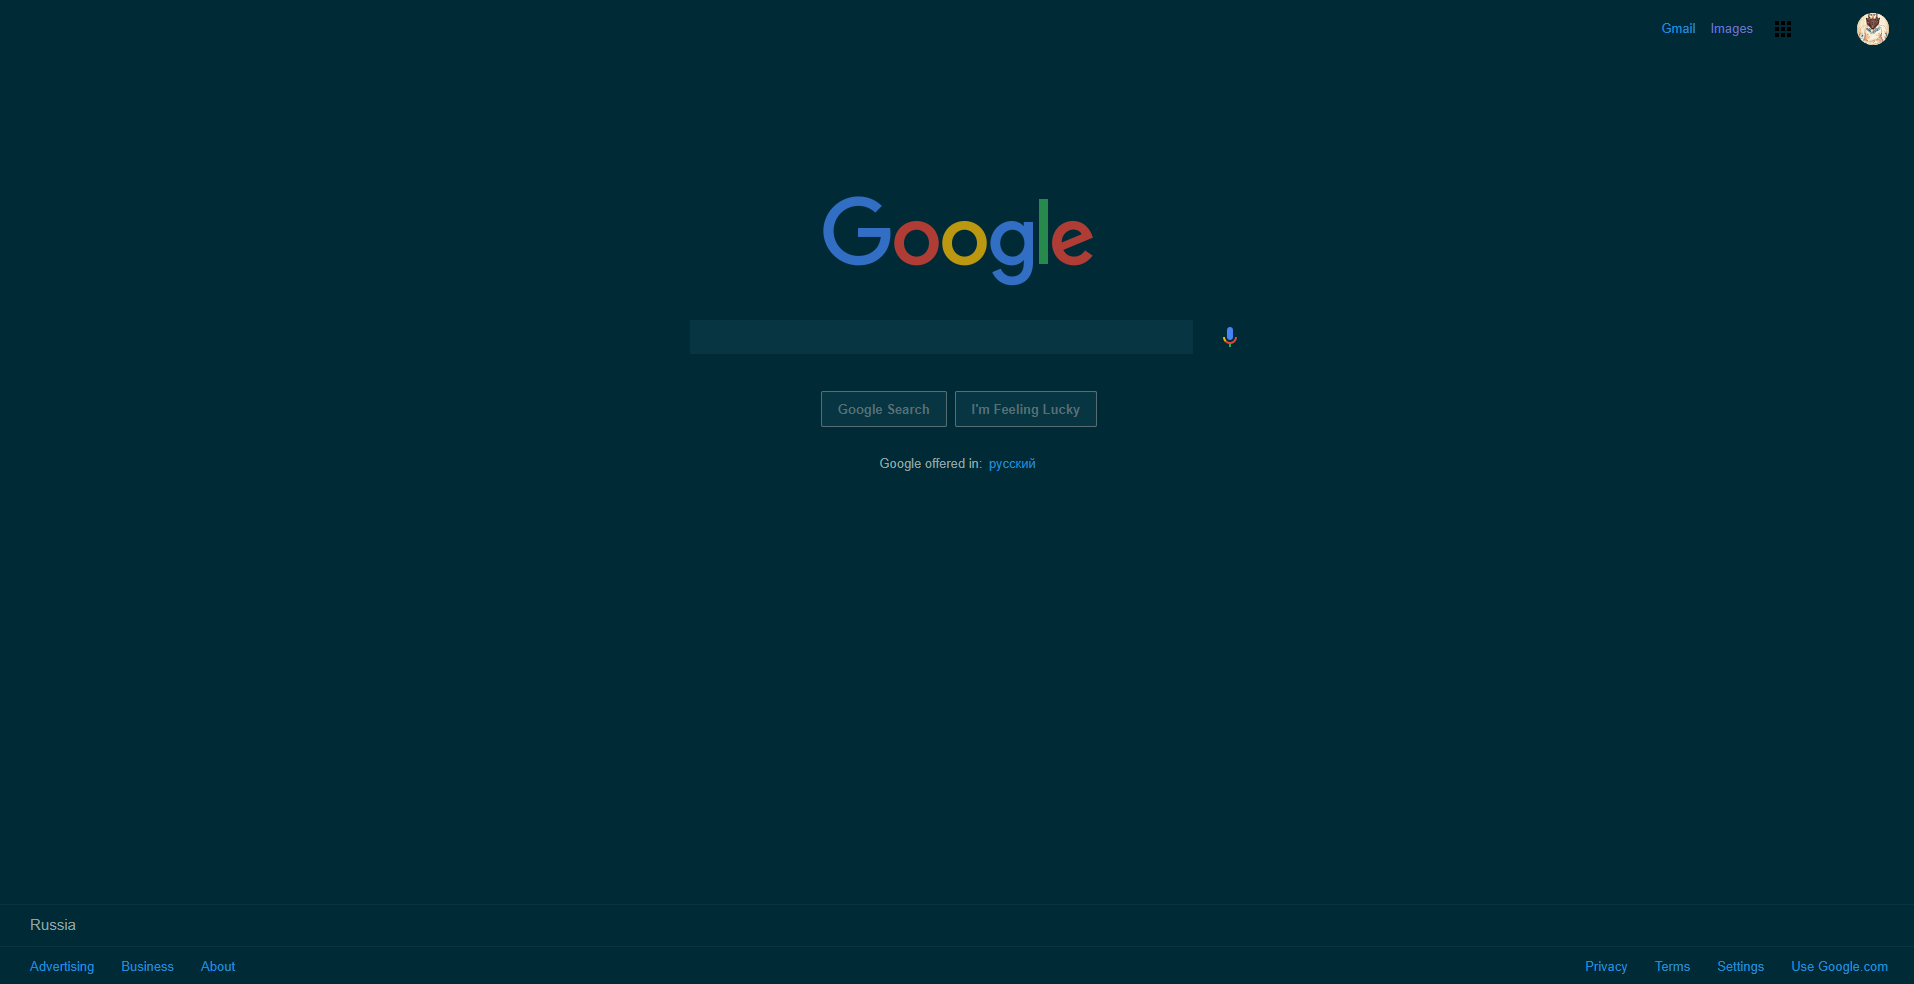 Gmail Images
Google
Google Search I'm Feeling Lucky
Google offered in: русский
Russia
Advertising Business About Privacy Terms Settings Use Google.com